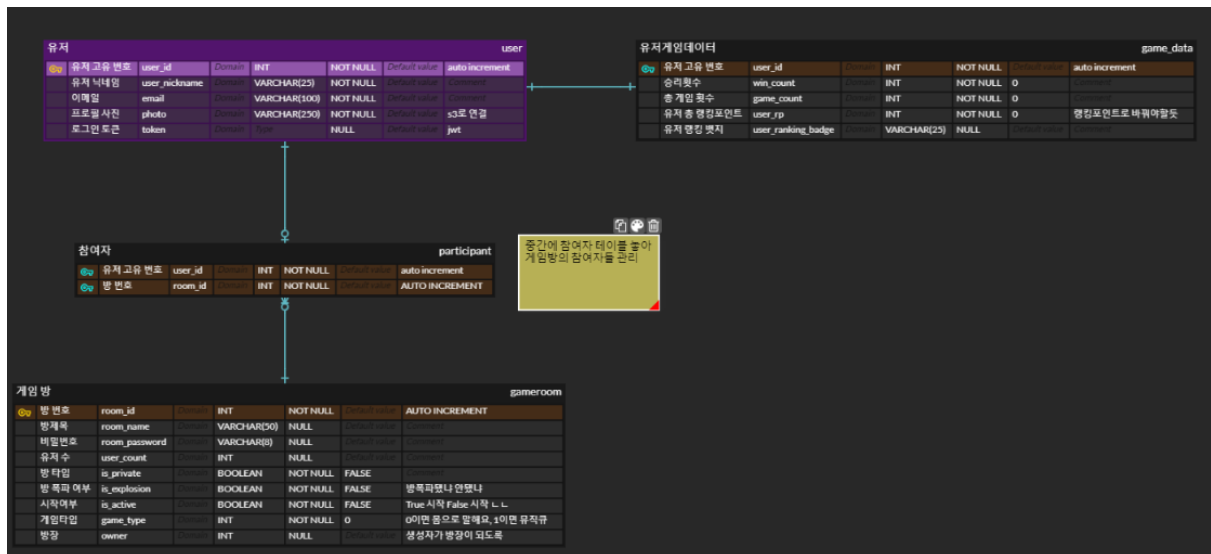 유저 user
유저 고유 번호 user_id Domain INT NOT NULL Default value auto increment
유저 닉네임 user_nickname Domain VARCHAR(25) NOT NULL Default value Comment
이메일 email Domain VARCHAR(100) NOT NULL Default value Comment
프로필 사진 photo Domain VARCHAR(250) NOT NULL Default value s3로 연결
로그인 토큰 token Domain Type NULL Default value jwt
유저게임데이터 game_data
유저 고유 번호 user_id Domain INT NOT NULL Default value auto increment
승리횟수 win_count Domain INT NOT NULL 0 Comment
총 게임 횟수 game_count Domain INT NOT NULL 0 Comment
유저 총 랭킹포인트 user_rp Domain INT NOT NULL 0 랭킹포인트로 바꿔야할듯
유저 랭킹 뱃지 user_ranking_badge Domain VARCHAR(25) NULL Default value Comment
참여자 participant
유저 고유 번호 user_id Domain INT NOT NULL Default value auto increment
방 번호 room_id Domain INT NOT NULL Default value AUTO INCREMENT
중간에 참여자 테이블 놓아
게임방의 참여자들 관리
게임 방 gameroom
방 번호 room_id Domain INT NOT NULL Default value AUTO INCREMENT
방제목 room_name Domain VARCHAR(50) NULL Default value Comment
비밀번호 room_password Domain VARCHAR(8) NULL Default value Comment
유저 수 user_count Domain INT NULL Default value Comment
방 타입 is_private Domain BOOLEAN NOT NULL FALSE Comment
방 폭파 여부 is_explosion Domain BOOLEAN NOT NULL FALSE 방폭파됐냐 안됐냐
시작여부 is_active Domain BOOLEAN NOT NULL FALSE True 시작 False 시작 ㄴㄴ
게임타입 game_type Domain INT NOT NULL 0 0이면 몸으로 말해요, 1이면 뮤직큐
방장 owner Domain INT NULL Default value 생성자가 방장이 되도록